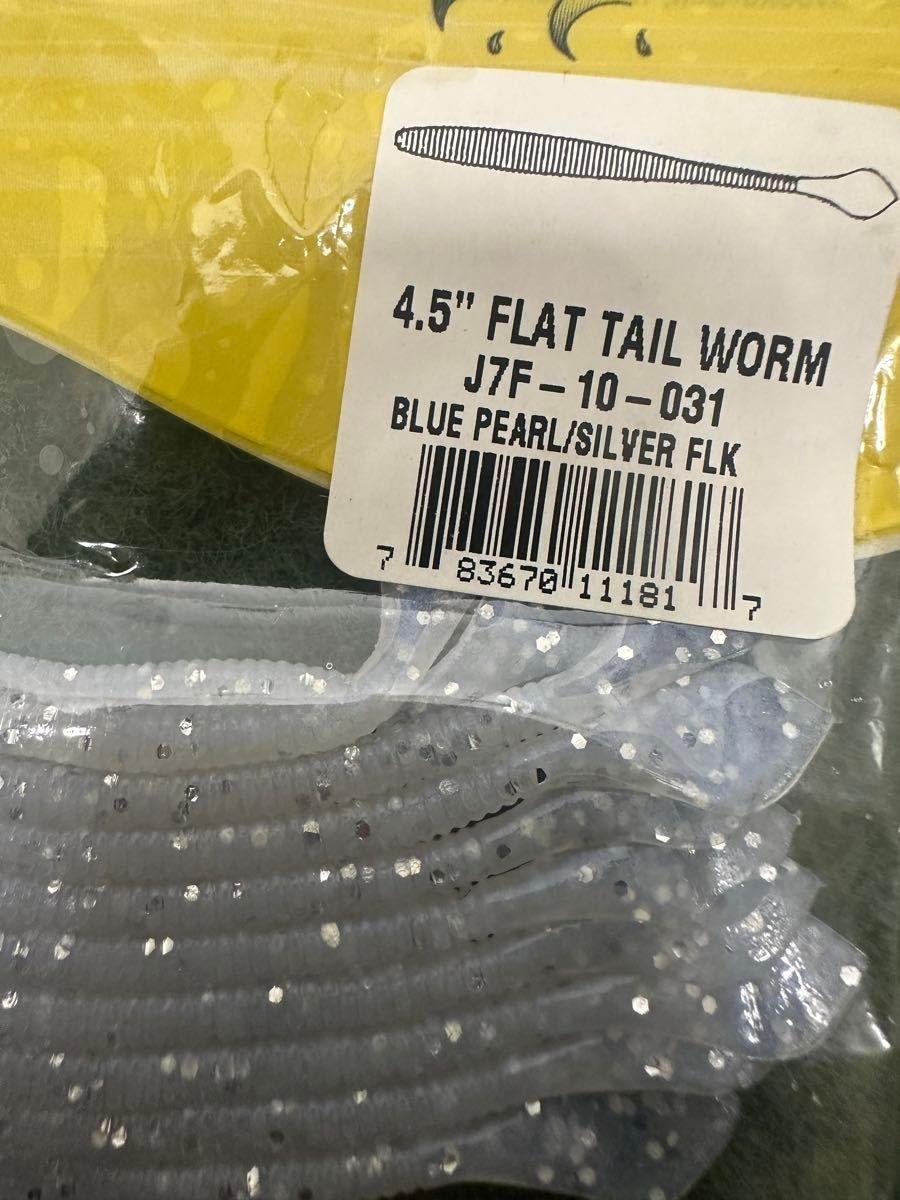 4.5" FLAT TAIL WORM
J7F – 10 – 031
BLUE PEARL/SILVER FLK
7 83670 11181 7